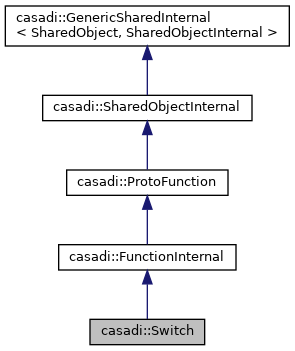 casadi::GenericSharedInternal
< SharedObject, SharedObjectInternal >
casadi::SharedObjectInternal
casadi::ProtoFunction
casadi::FunctionInternal
casadi::Switch